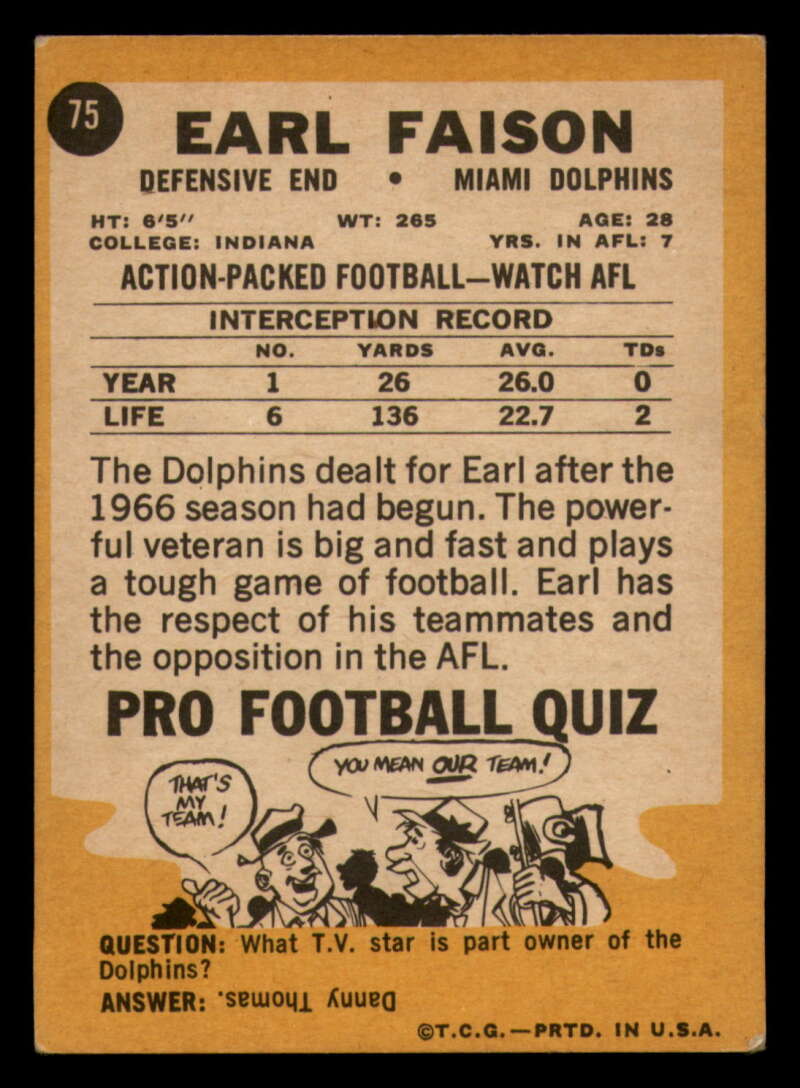 75
EARL FAISON
DEFENSIVE END • MIAMI DOLPHINS
HT: 6'5" WT: 265 AGE: 28
COLLEGE: INDIANA YRS. IN AFL: 7
ACTION-PACKED FOOTBALL—WATCH AFL
INTERCEPTION RECORD
NO. YARDS AVG. TDs
YEAR 1 26 26.0 0
LIFE 6 136 22.7 2
The Dolphins dealt for Earl after the
1966 season had begun. The power-
ful veteran is big and fast and plays
a tough game of football. Earl has
the respect of his teammates and
the opposition in the AFL.
PRO FOOTBALL QUIZ
THAT'S
MY
TEAM!
YOU MEAN OUR TEAM!
QUESTION: What T.V. star is part owner of the
Dolphins?
ANSWER: Danny Thomas.
©T.C.G.—PRTD. IN U.S.A.